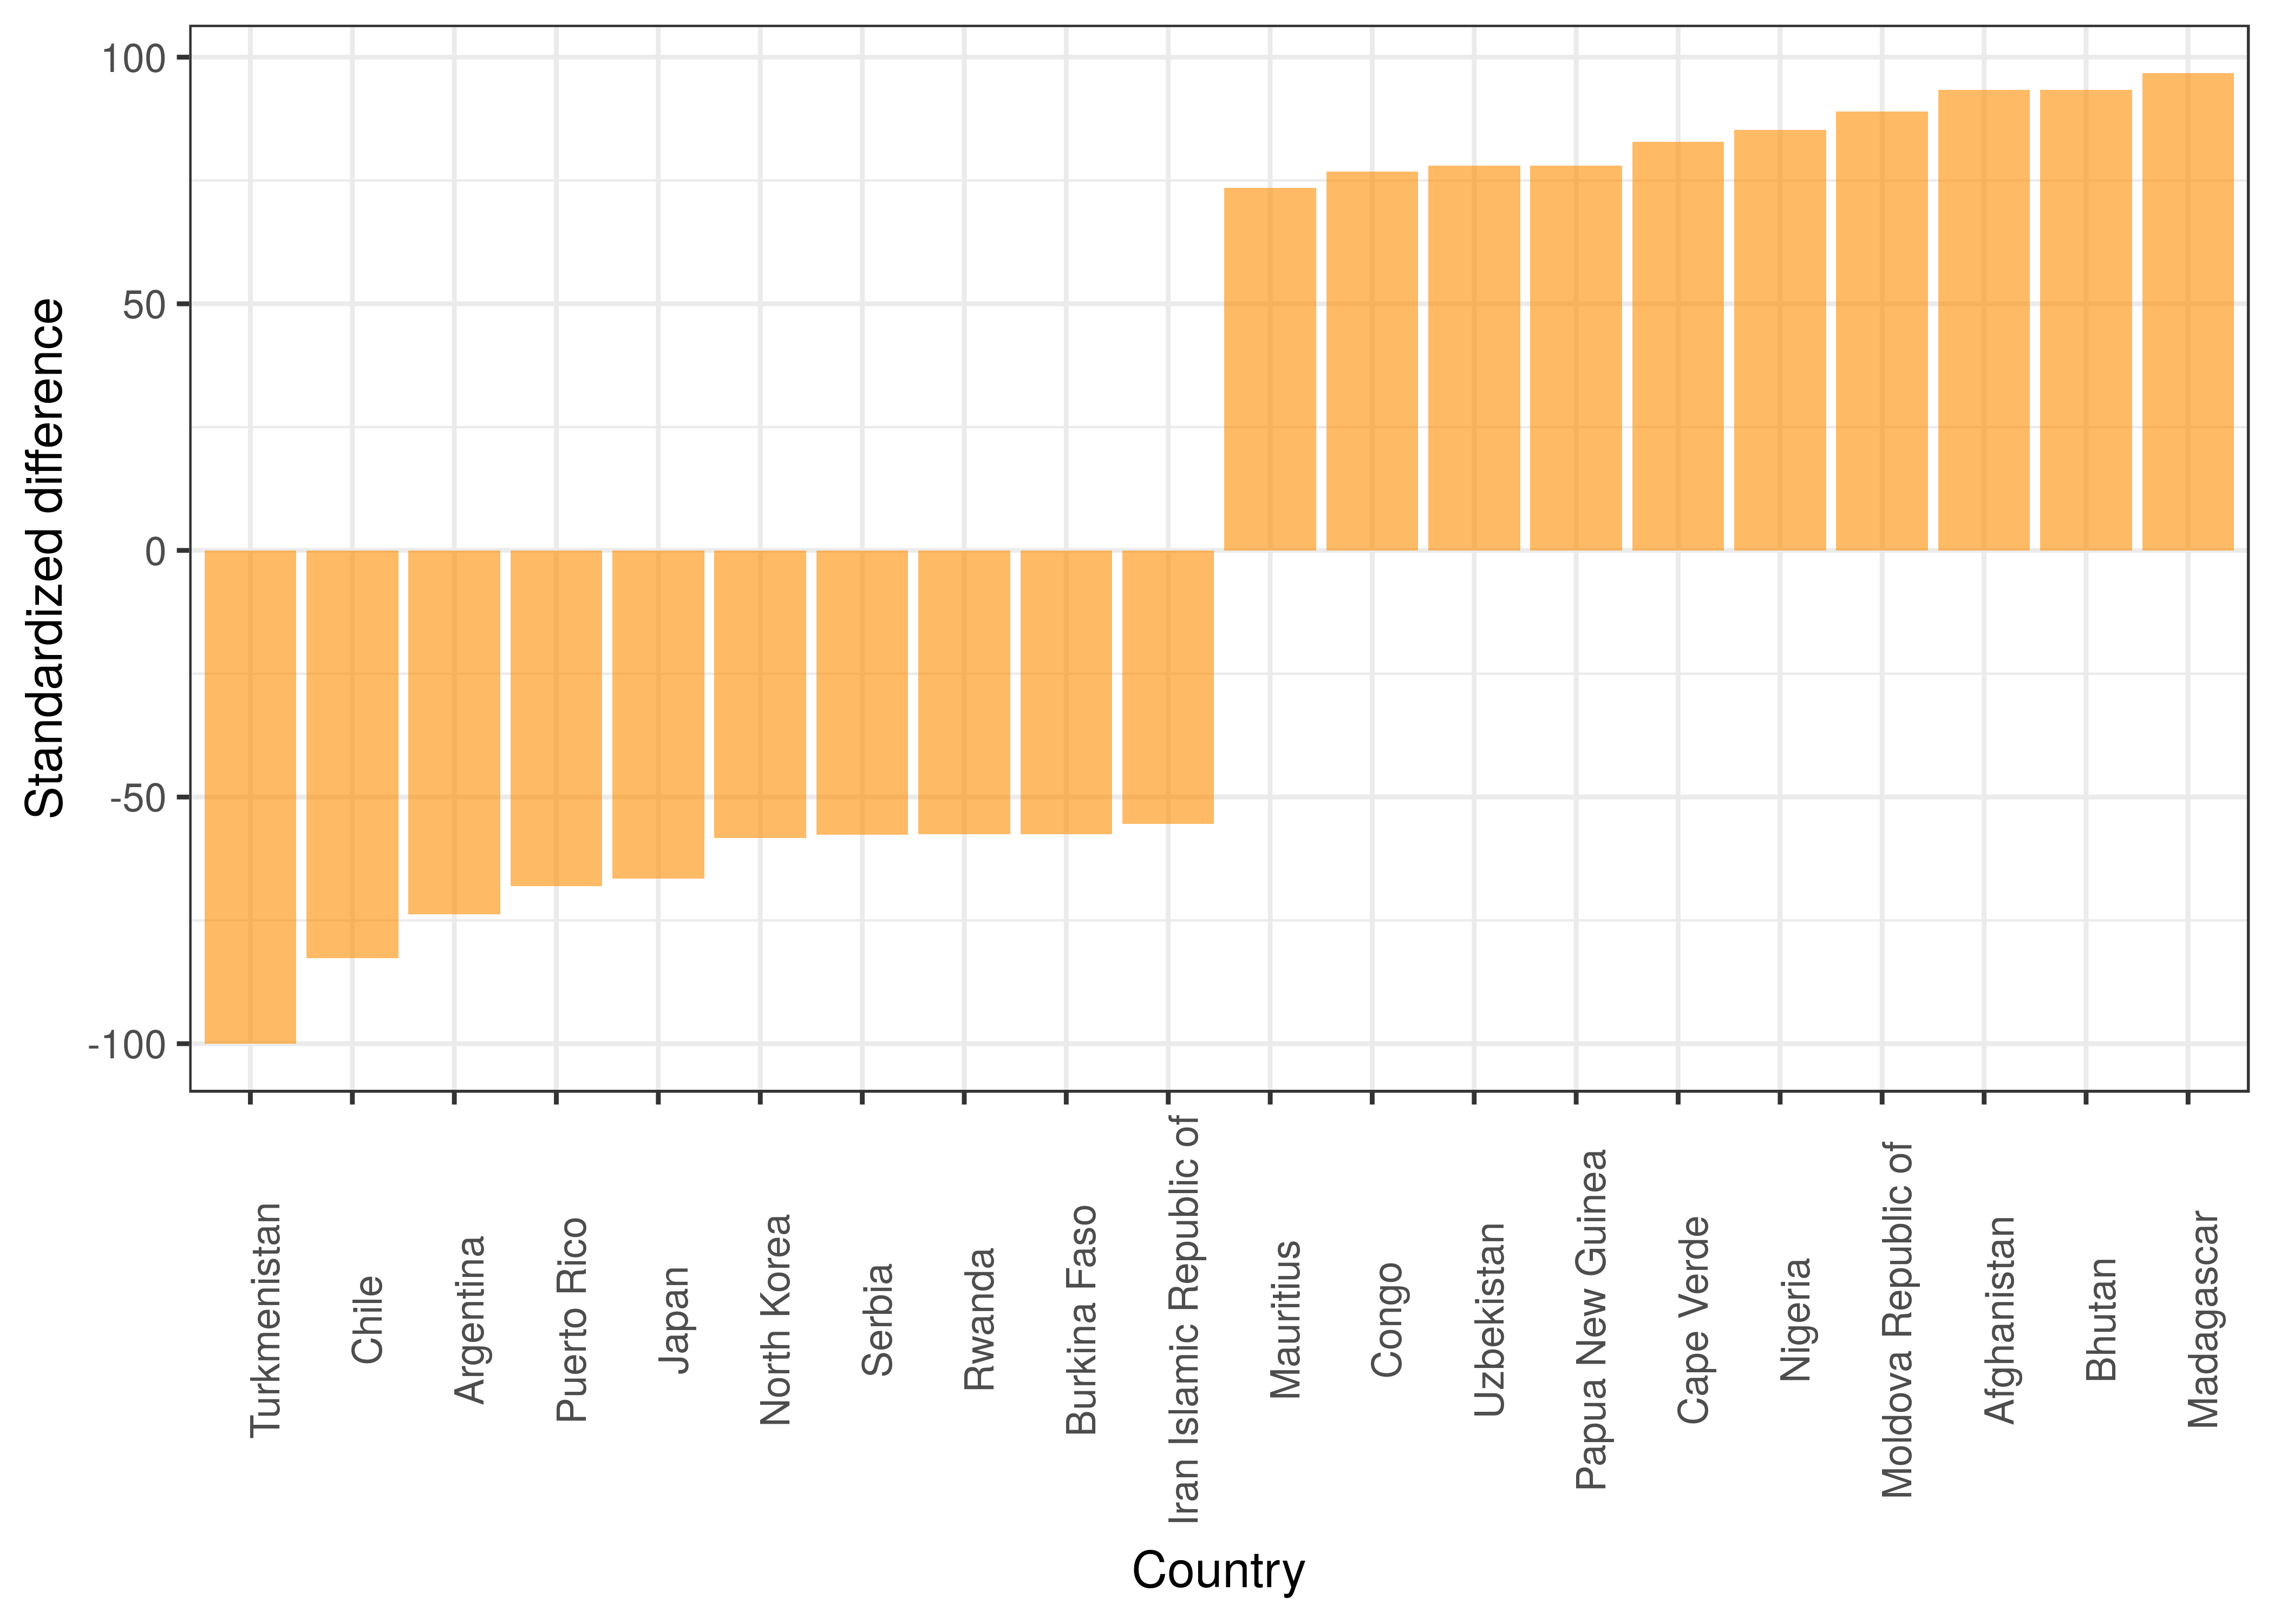 Standardized difference
100
50
0
-50
-100
Turkmenistan
Chile
Argentina
Puerto Rico
Japan
North Korea
Serbia
Rwanda
Burkina Faso
Iran Islamic Republic of
Mauritius
Congo
Uzbekistan
Papua New Guinea
Cape Verde
Nigeria
Moldova Republic of
Afghanistan
Bhutan
Madagascar
Country